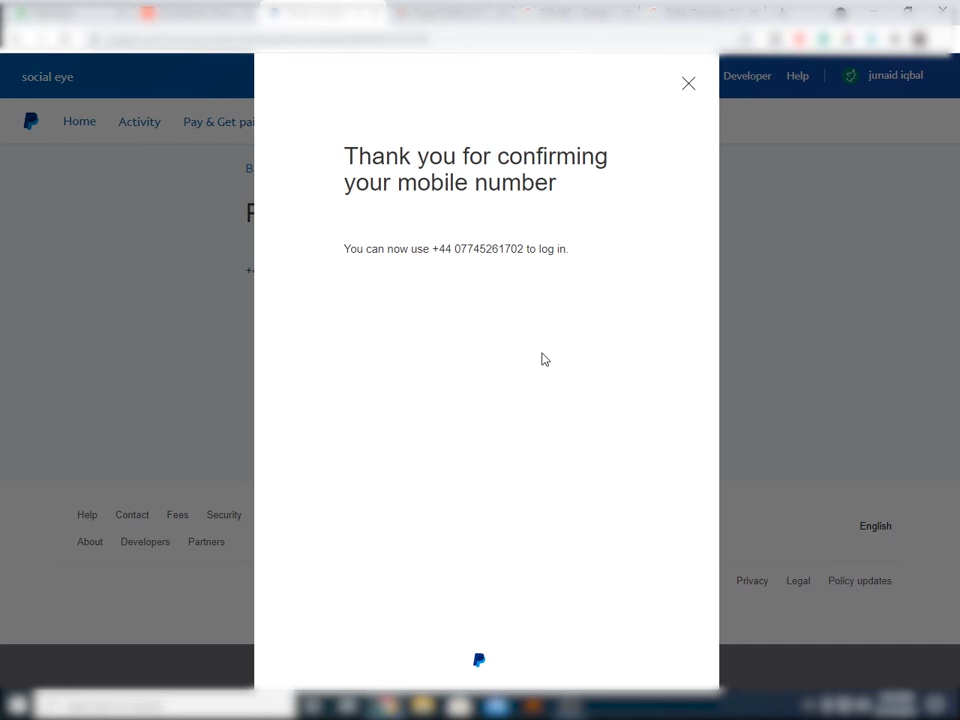 social eye
Developer Help junaid iqbal
Home Activity Pay & Get pai
Thank you for confirming
your mobile number
You can now use +44 07745261702 to log in.
Help Contact Fees Security
English
About Developers Partners
Privacy Legal Policy updates